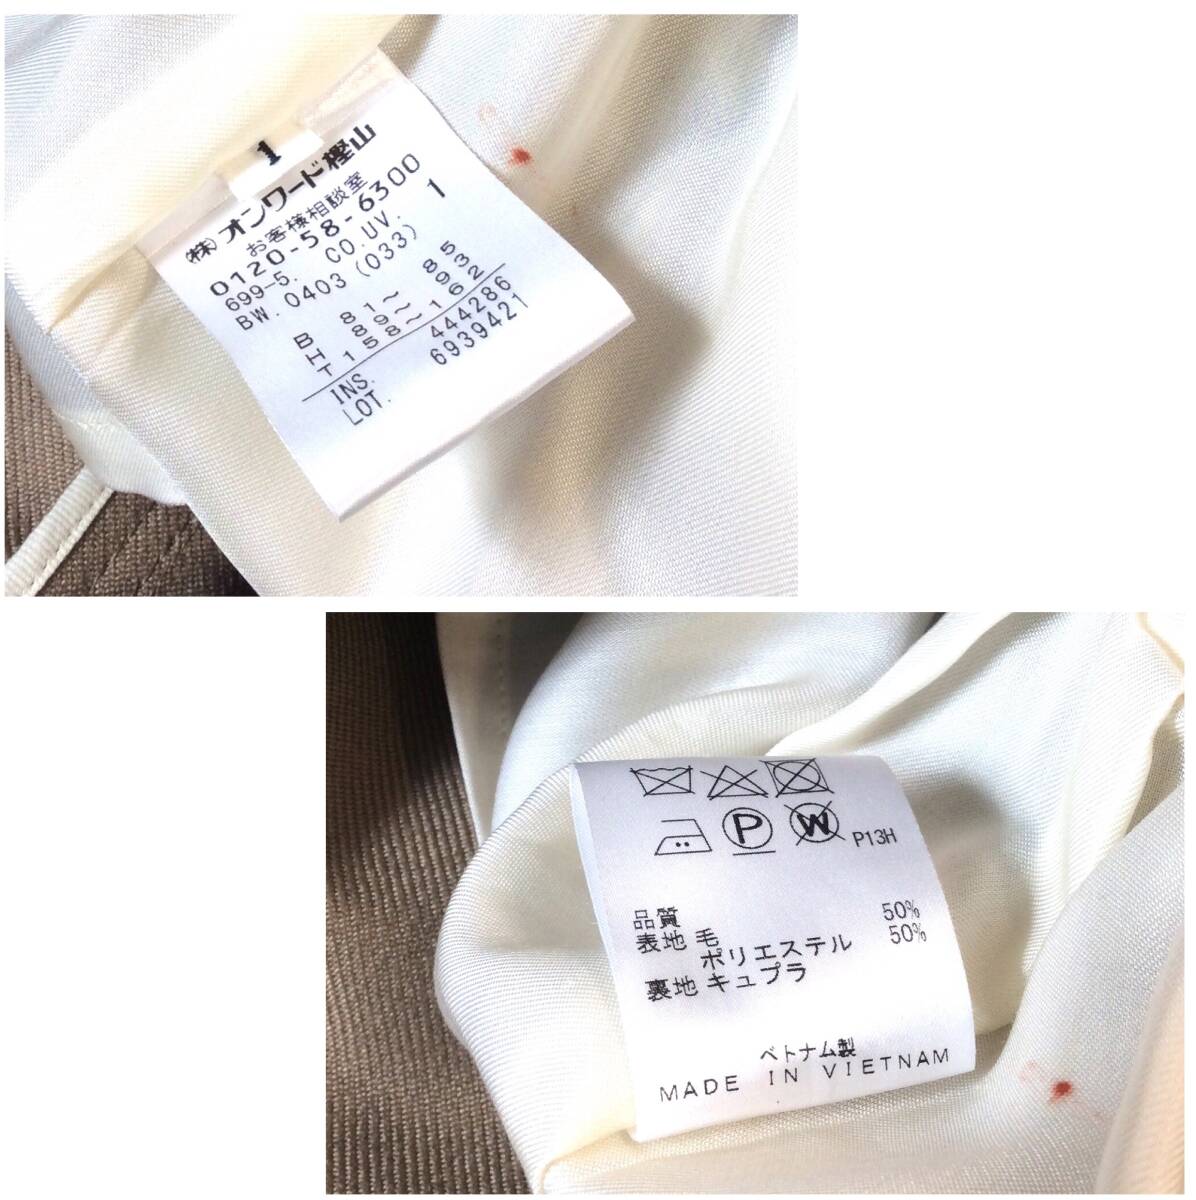 1
(株)オンワード樫山
お客様相談室
0120-58-6300
699-5. CO.UV. 1
BW.0403(033)
B 81～ 85
H 89～ 93
T 158～162
INS. 444286
LOT. 6939421
P
W
P13H
品質
表地 毛 50%
ポリエステル 50%
裏地 キュプラ
ベトナム製
MADE IN VIETNAM